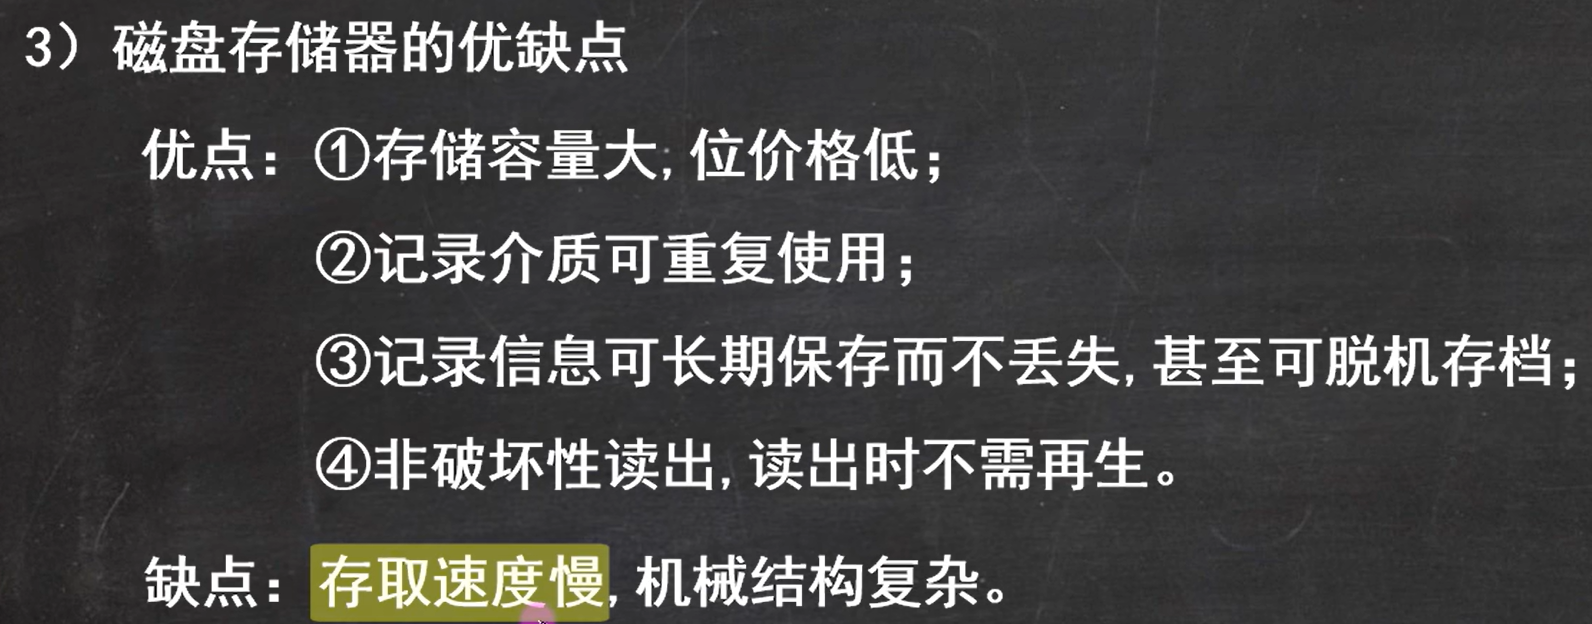 3）磁盘存储器的优缺点
优点：①存储容量大,位价格低；
②记录介质可重复使用；
③记录信息可长期保存而不丢失,甚至可脱机存档；
④非破坏性读出,读出时不需再生。
缺点：存取速度慢,机械结构复杂。